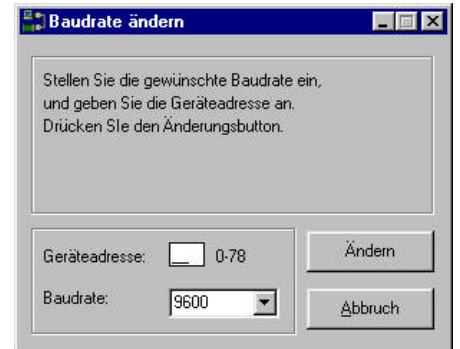 Baudrate ändern
Stellen Sie die gewünschte Baudrate ein,
und geben Sie die Geräteadresse an.
Drücken SIe den Änderungsbutton.
Geräteadresse: __ 0-78
Ändern
Baudrate: 9600
Abbruch